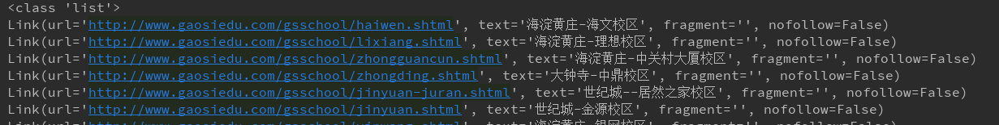 <class 'list'>
Link(url='http://www.gaosiedu.com/gsschool/haiwen.shtml', text='海淀黄庄-海文校区', fragment='', nofollow=False)
Link(url='http://www.gaosiedu.com/gsschool/lixiang.shtml', text='海淀黄庄-理想校区', fragment='', nofollow=False)
Link(url='http://www.gaosiedu.com/gsschool/zhongguancun.shtml', text='海淀黄庄-中关村大厦校区', fragment='', nofollow=False)
Link(url='http://www.gaosiedu.com/gsschool/zhongding.shtml', text='大钟寺-中鼎校区', fragment='', nofollow=False)
Link(url='http://www.gaosiedu.com/gsschool/jinyuan-juran.shtml', text='世纪城--居然之家校区', fragment='', nofollow=False)
Link(url='http://www.gaosiedu.com/gsschool/jinyuan.shtml', text='世纪城-金源校区', fragment='', nofollow=False)